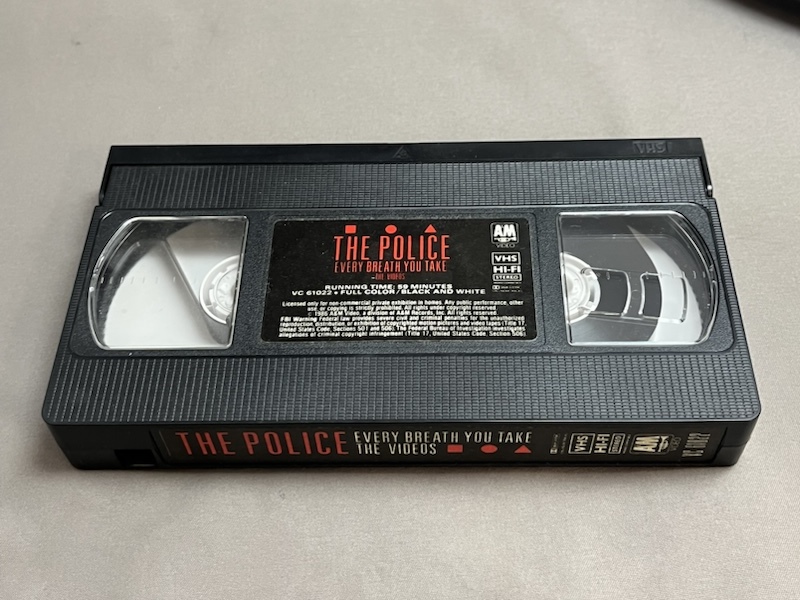 VHS
THE POLICE
EVERY BREATH YOU TAKE
-THE VIDEOS
RUNNING TIME: 59 MINUTES
VC 61022 • FULL COLOR/BLACK AND WHITE
A&M
VIDEO
VHS
HI-FI
STEREO
Licensed only for non-commercial private exhibition in homes. Any public performance, other
use, or copying is strictly prohibited. All rights under copyright reserved.
© 1986 A&M Video, a division of A&M Records, Inc. All rights reserved.
FBI Warning Federal law provides severe civil and criminal penalties for the unauthorized
reproduction, distribution, or exhibition of copyrighted motion pictures and video tapes (Title 17,
United States Code, Sections 501 and 506). The Federal Bureau of Investigation investigates
allegations of criminal copyright infringement (Title 17, United States Code, Section 506).
THE POLICE EVERY BREATH YOU TAKE
THE VIDEOS
VHS
HI-FI
STEREO
A&M
VIDEO
VC 61022